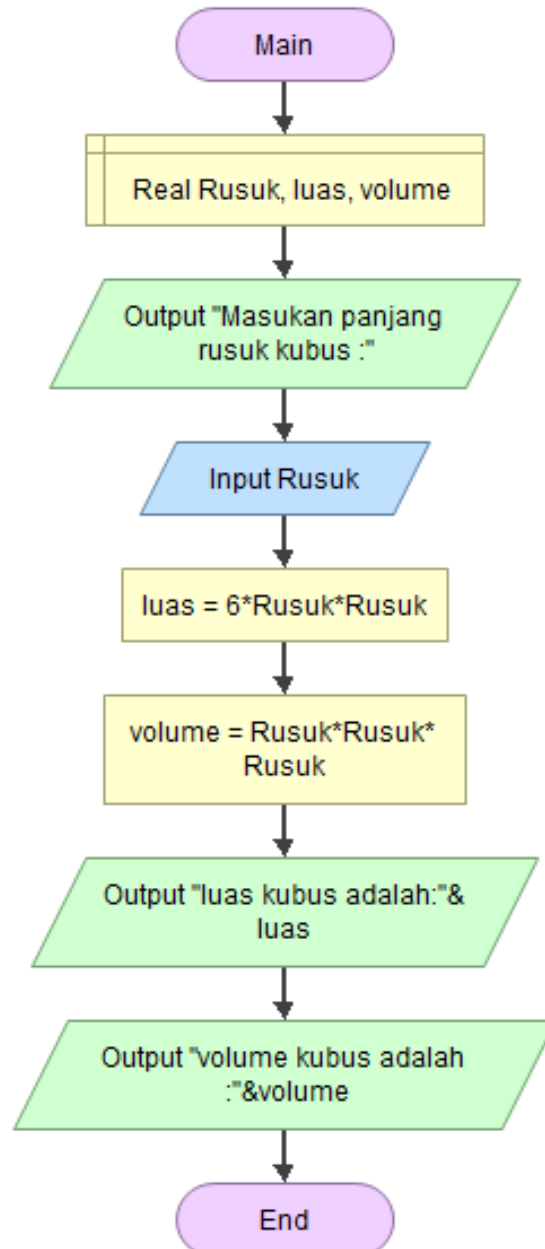 Main
Real Rusuk, luas, volume
Output "Masukan panjang
rusuk kubus :"
Input Rusuk
luas = 6*Rusuk*Rusuk
volume = Rusuk*Rusuk*
Rusuk
Output "luas kubus adalah:"&
luas
Output "volume kubus adalah
:"&volume
End